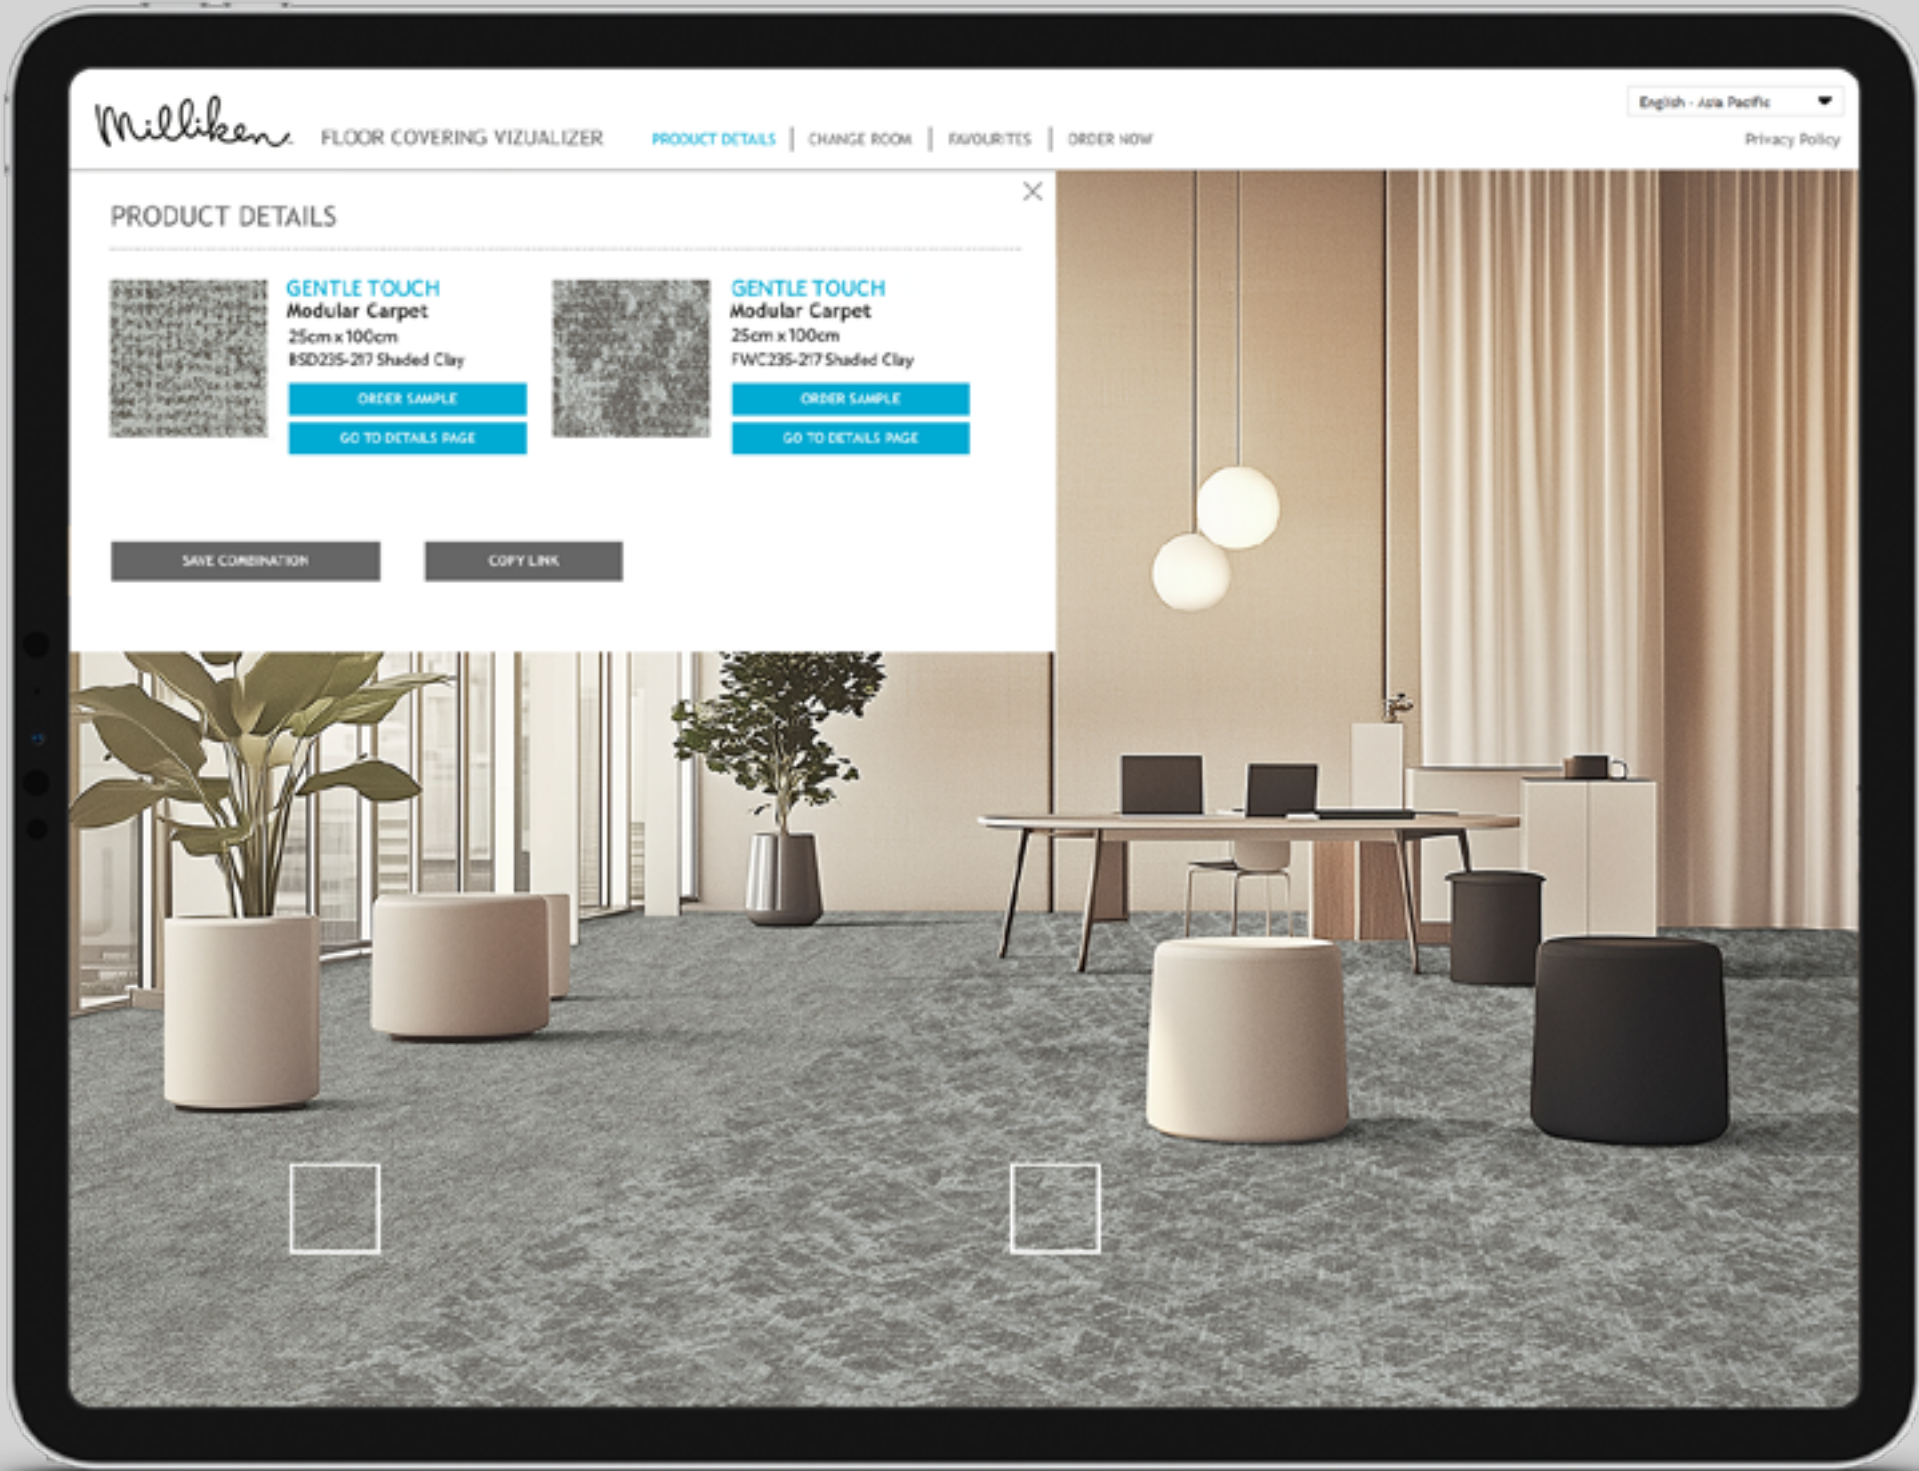 Milliken
FLOOR COVERING VIZUALIZER
PRODUCT DETAILS
CHANGE ROOM
FAVOURITES
ORDER NOW
English - Asia Pacific
Privacy Policy
PRODUCT DETAILS
GENTLE TOUCH
Modular Carpet
25cm x 100cm
BSD235-217 Shaded Clay
ORDER SAMPLE
GO TO DETAILS PAGE
GENTLE TOUCH
Modular Carpet
25cm x 100cm
FWC235-217 Shaded Clay
ORDER SAMPLE
GO TO DETAILS PAGE
SAVE COMBINATION
COPY LINK